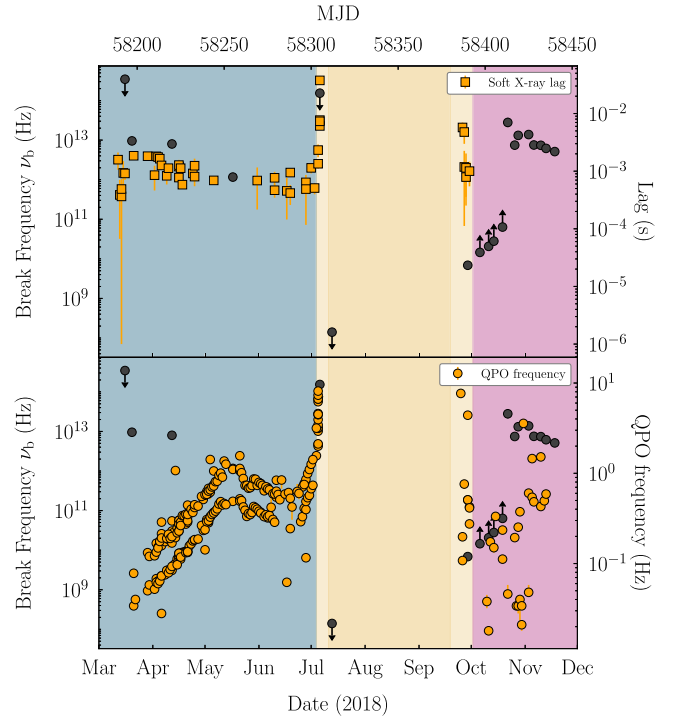 MJD
58200 58250 58300 58350 58400 58450
Soft X-ray lag
Break Frequency ν_b (Hz)
10^13
10^11
10^9
Lag (s)
10^−2
10^−3
10^−4
10^−5
10^−6
QPO frequency
Break Frequency ν_b (Hz)
10^13
10^11
10^9
QPO frequency (Hz)
10^1
10^0
10^−1
Mar Apr May Jun Jul Aug Sep Oct Nov Dec
Date (2018)